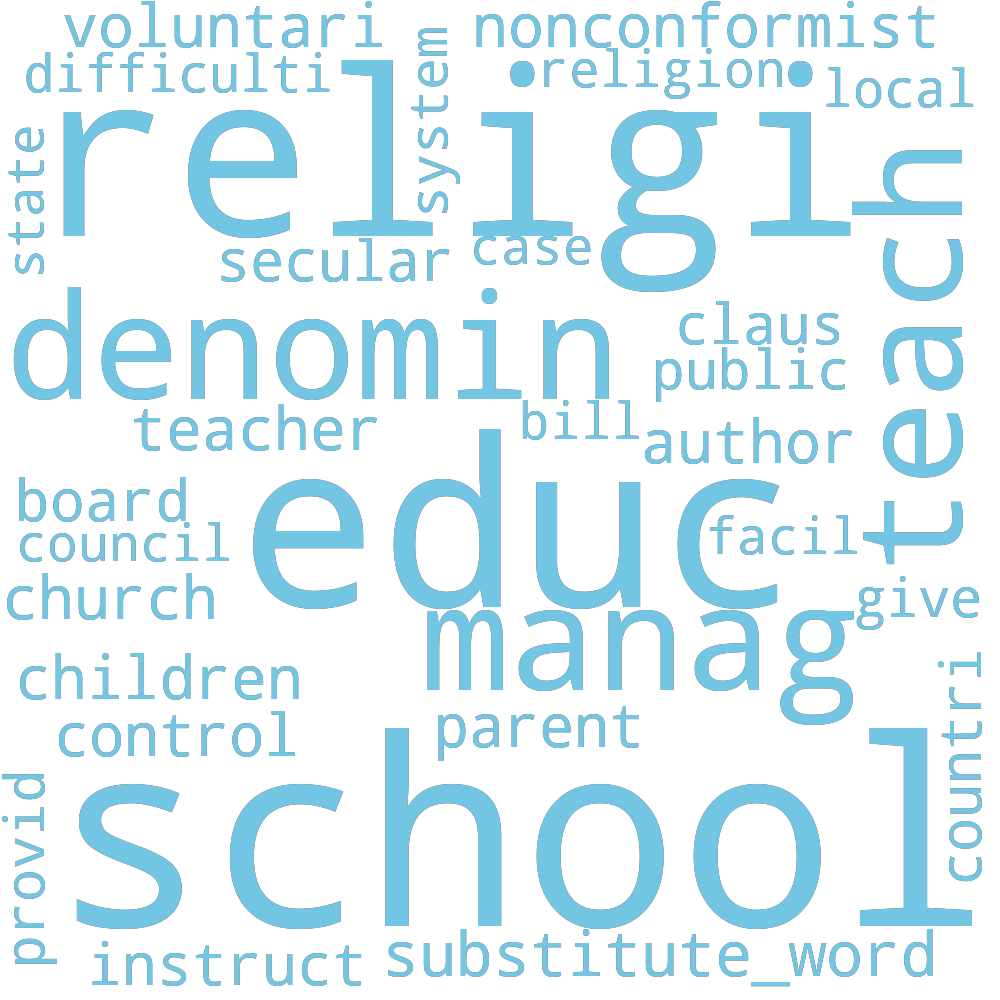 voluntari
nonconformist
difficulti
system
religion
local
state
religi
teach
secular
case
denomin
claus
public
teacher
bill
author
board
educ
facil
council
church
manag
give
children
control
parent
countri
school
provid
instruct
substitute_word